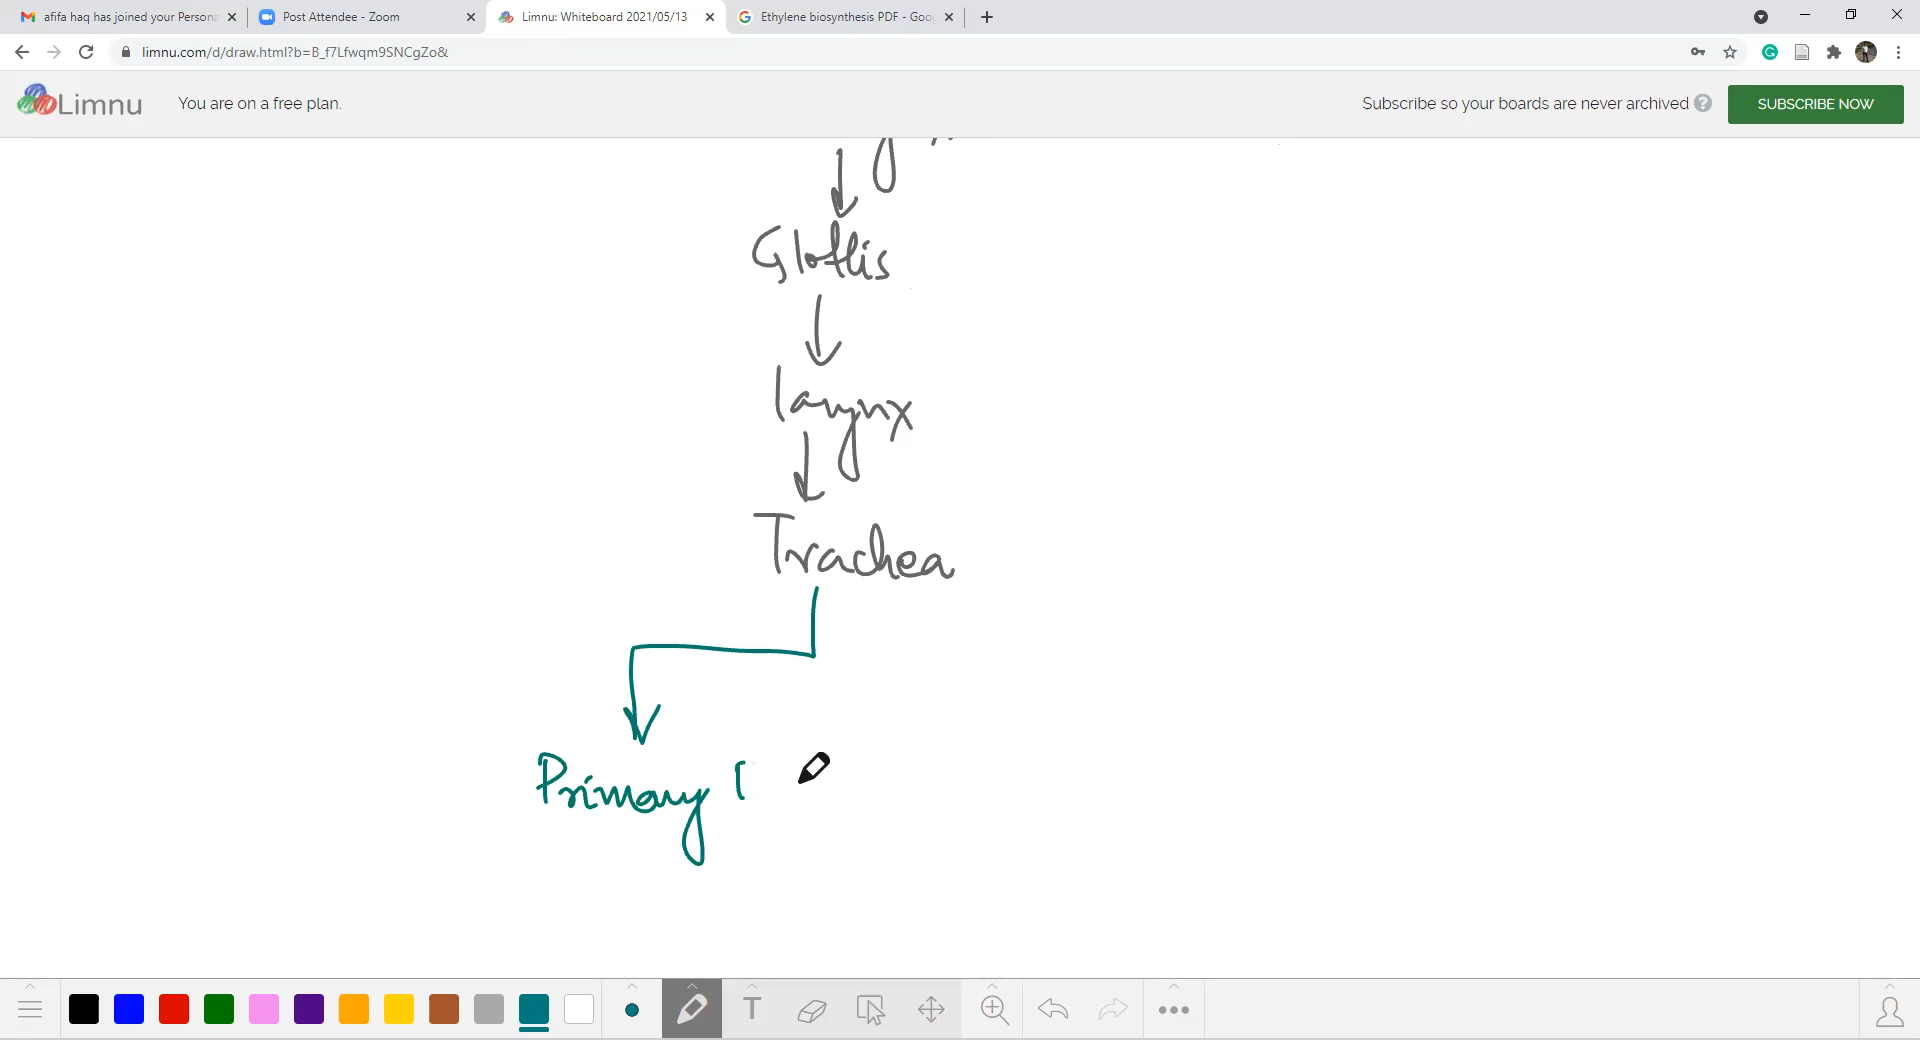 afifa haq has joined your Persona
Post Attendee - Zoom
Limnu: Whiteboard 2021/05/13
Ethylene biosynthesis PDF - Goo
limnu.com/d/draw.html?b=B_f7Lfwqm9SNCgZo&
Limnu
You are on a free plan.
Subscribe so your boards are never archived ?
SUBSCRIBE NOW
Glottis
larynx
Trachea
Primary
T